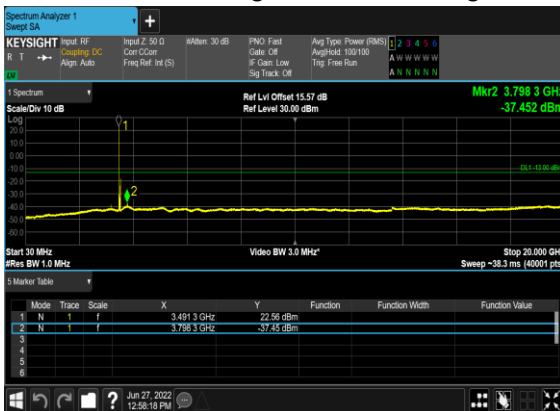 Spectrum Analyzer 1
Swept SA
KEYSIGHT Input: RF Input Z: 50 Ω #Atten: 30 dB PNO: Fast Avg Type: Power (RMS) 1 2 3 4 5 6
R T Coupling: DC Corr CCorr Gate: Off Avg|Hold: 100/100 A W W W W W
Align: Auto Freq Ref: Int (S) IF Gain: Low Trig: Free Run
LV Sig Track: Off A N N N N N
1 Spectrum Ref Lvl Offset 15.57 dB Mkr2 3.798 3 GHz
Scale/Div 10 dB Ref Level 30.00 dBm -37.452 dBm
Log
20.0 1
10.0
0.00
-10.0 DL1 -13.00 dBm
-20.0
-30.0 2
-40.0
-50.0
-60.0
Start 30 MHz Video BW 3.0 MHz* Stop 20.000 GH
#Res BW 1.0 MHz Sweep ~38.3 ms (40001 pts
5 Marker Table
Mode Trace Scale X Y Function Function Width Function Value
1 N 1 f 3.491 3 GHz 22.56 dBm
2 N 1 f 3.798 3 GHz -37.45 dBm
3
4
5
6
? Jun 27, 2022
12:58:18 PM